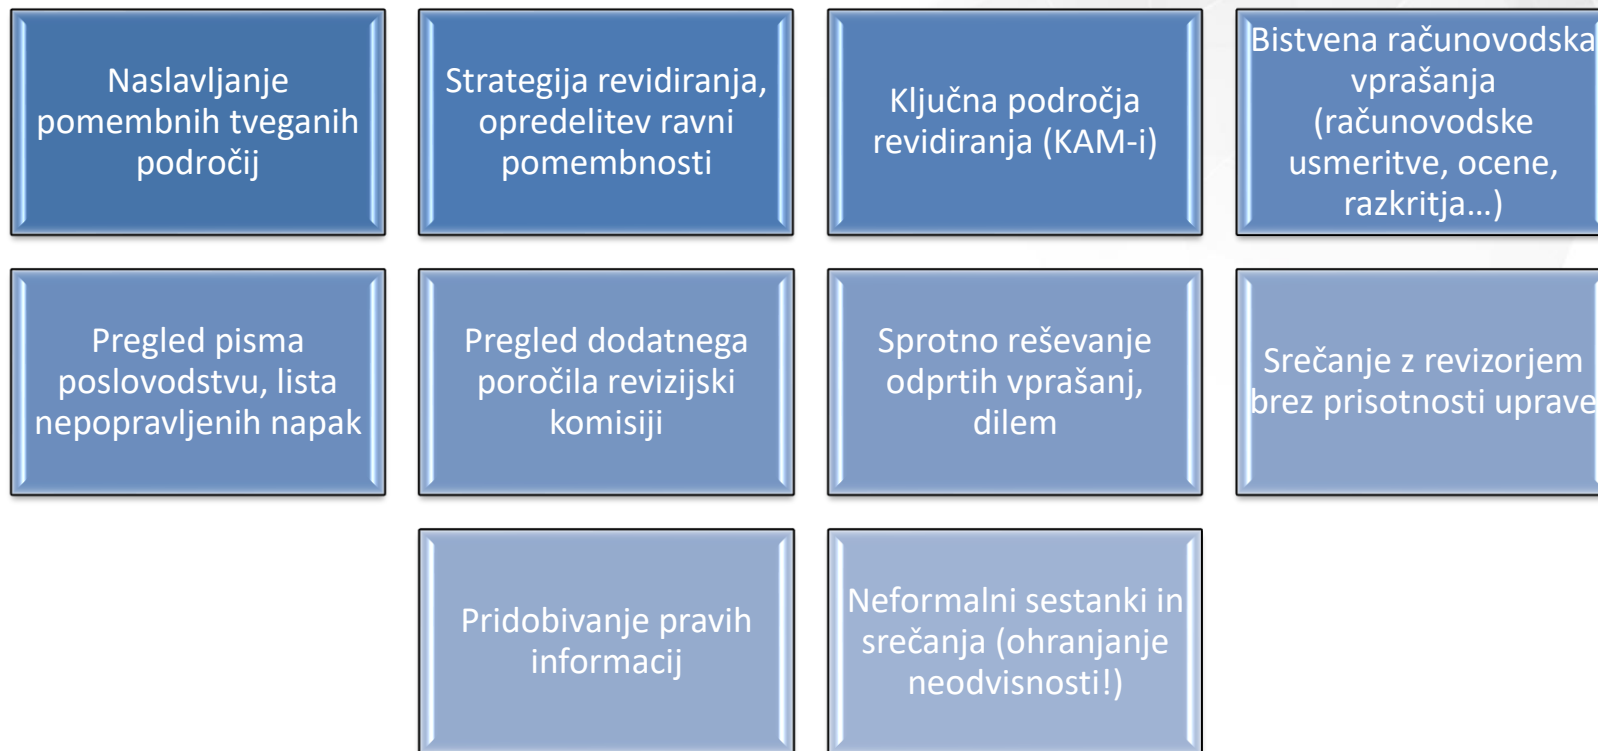 Naslavljanje
pomembnih tveganih
področij
Strategija revidiranja,
opredelitev ravni
pomembnosti
Ključna področja
revidiranja (KAM-i)
Bistvena računovodska
vprašanja
(računovodske
usmeritve, ocene,
razkritja…)
Pregled pisma
poslovodstvu, lista
nepopravljenih napak
Pregled dodatnega
poročila revizijski
komisiji
Sprotno reševanje
odprtih vprašanj,
dilem
Srečanje z revizorjem
brez prisotnosti uprave
Pridobivanje pravih
informacij
Neformalni sestanki in
srečanja (ohranjanje
neodvisnosti!)